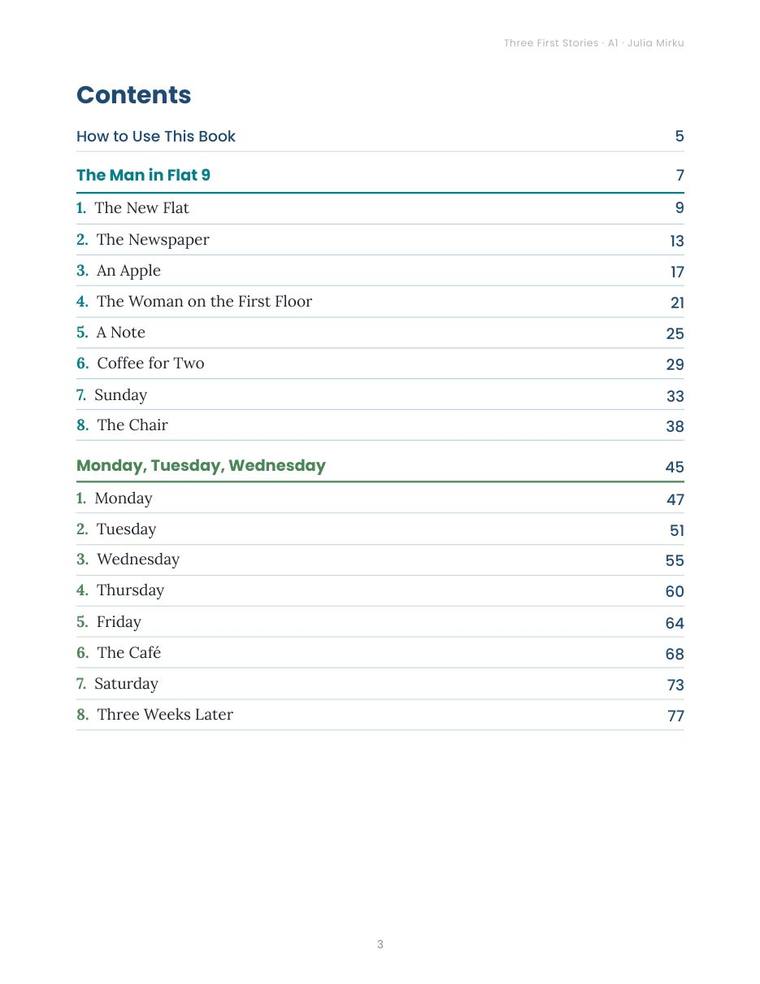 Three First Stories · A1 · Julia Mirku
Contents
How to Use This Book 5
The Man in Flat 9 7
1. The New Flat 9
2. The Newspaper 13
3. An Apple 17
4. The Woman on the First Floor 21
5. A Note 25
6. Coffee for Two 29
7. Sunday 33
8. The Chair 38
Monday, Tuesday, Wednesday 45
1. Monday 47
2. Tuesday 51
3. Wednesday 55
4. Thursday 60
5. Friday 64
6. The Café 68
7. Saturday 73
8. Three Weeks Later 77
3